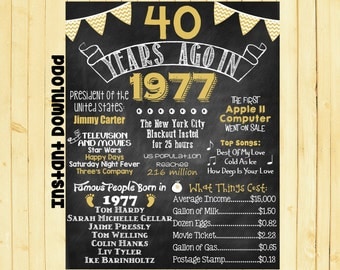 INSTANT DOWNLOAD
40
YEARS AGO IN
1977
PRESIDENT OF THE
UNITED STATES:
Jimmy Carter
TELEVISION
AND MOVIES:
Star Wars
Happy Days
Saturday Night Fever
Three's Company
The New York City
Blackout lasted
for 25 hours
US POPULATION
REACHES
216 million
THE FIRST
Apple II
Computer
WENT ON SALE
Top Songs:
Best Of My Love
Cold As Ice
How Deep Is Your Love
Famous People Born in
1977
TOM HARDY
SARAH MICHELLE GELLAR
JAIME PRESSLY
TOM WELLING
COLIN HANKS
LIV TYLER
IKE BARINHOLTZ
What Things Cost:
Average Income...$15,000
Gallon of Milk...$1.50
Dozen Eggs...$0.82
Movie Ticket...$2.23
Gallon of Gas...$0.65
Postage Stamp...$0.13